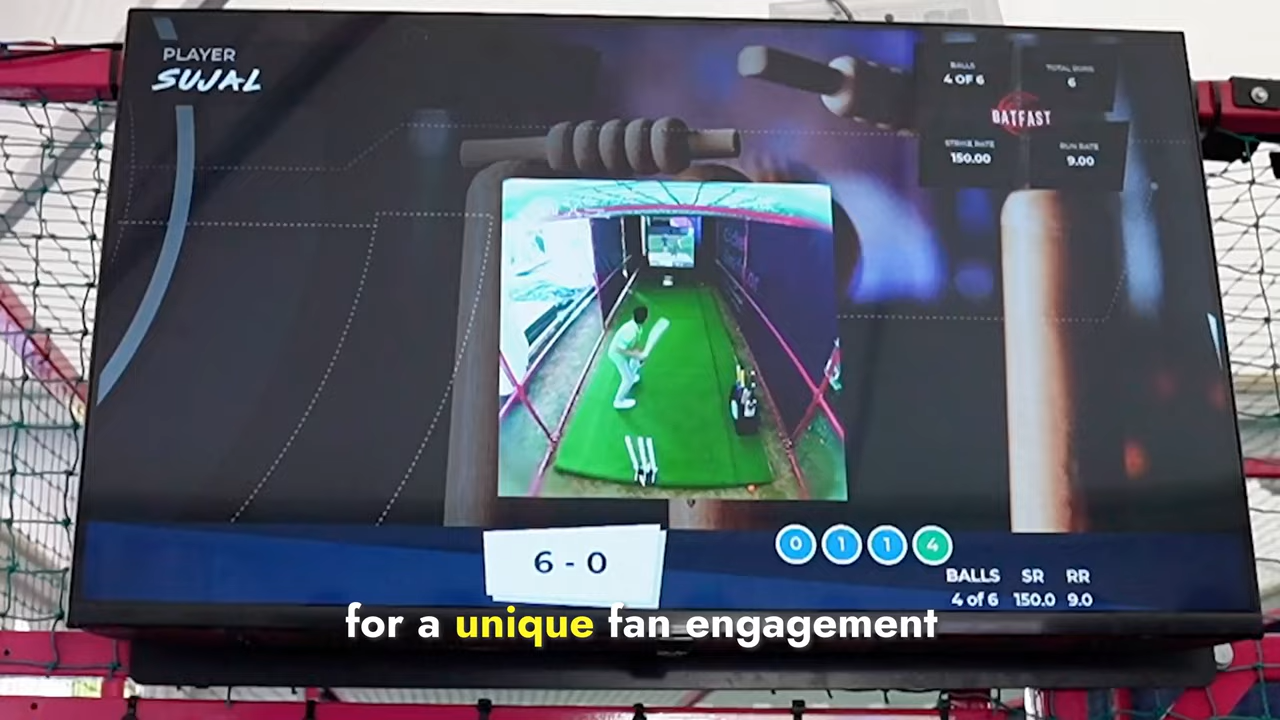 PLAYER
SUJAL
BALLS
4 OF 6
TOTAL RUNS
6
BATFAST
STRIKE RATE
150.00
RUN RATE
9.00
6 - 0
0 1 1 4
BALLS SR RR
4 of 6 150.0 9.0
for a unique fan engagement